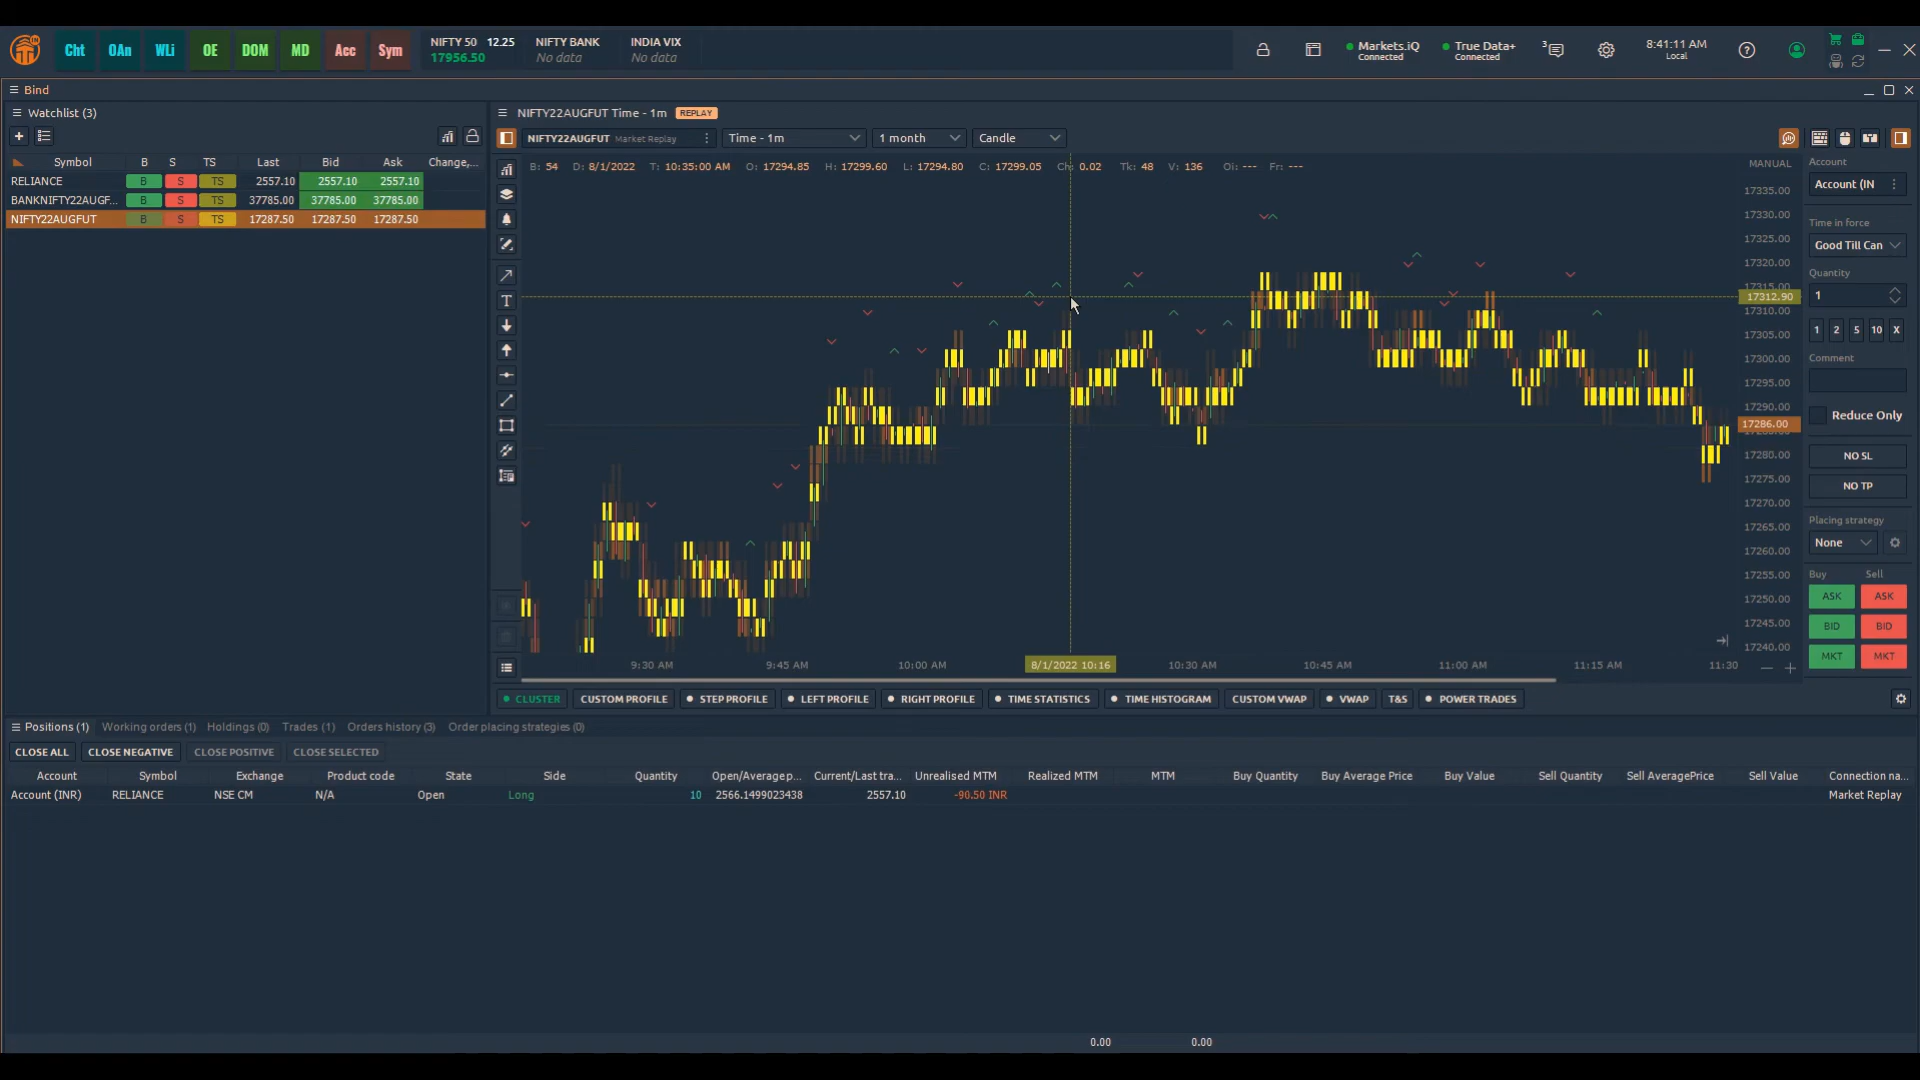 Cht OAn WLi OE DOM MD Acc Sym
NIFTY 50 12.25
17956.50
NIFTY BANK
No data
INDIA VIX
No data
3
Markets.iQ
Connected
True Data+
Connected
8:41:11 AM
Local
Bind
Watchlist (3)
Symbol B S TS Last Bid Ask Change,...
RELIANCE B S TS 2557.10 2557.10 2557.10
BANKNIFTY22AUGF... B S TS 37785.00 37785.00 37785.00
NIFTY22AUGFUT B S TS 17287.50 17287.50 17287.50
NIFTY22AUGFUT Time - 1m REPLAY
NIFTY22AUGFUT Market Replay Time - 1m 1 month Candle
B: 54 D: 8/1/2022 T: 10:35:00 AM O: 17294.85 H: 17299.60 L: 17294.80 C: 17299.05 Ch: 0.02 Tk: 48 V: 136 Oi: --- Fr: ---
MANUAL
17335.00
17330.00
17325.00
17320.00
17315.00
17312.90
17310.00
17305.00
17300.00
17295.00
17290.00
17286.00
17280.00
17275.00
17270.00
17265.00
17260.00
17255.00
17250.00
17245.00
17240.00
9:30 AM 9:45 AM 10:00 AM 8/1/2022 10:16 10:30 AM 10:45 AM 11:00 AM 11:15 AM 11:30
CLUSTER CUSTOM PROFILE STEP PROFILE LEFT PROFILE RIGHT PROFILE TIME STATISTICS TIME HISTOGRAM CUSTOM VWAP VWAP T&S POWER TRADES
Account
Account (IN
Time in force
Good Till Can
Quantity
1
1 2 5 10 X
Comment
Reduce Only
NO SL
NO TP
Placing strategy
None
Buy Sell
ASK ASK
BID BID
MKT MKT
Positions (1) Working orders (1) Holdings (0) Trades (1) Orders history (3) Order placing strategies (0)
CLOSE ALL CLOSE NEGATIVE CLOSE POSITIVE CLOSE SELECTED
Account Symbol Exchange Product code State Side Quantity Open/Average p... Current/Last tra... Unrealised MTM Realized MTM MTM Buy Quantity Buy Average Price Buy Value Sell Quantity Sell AveragePrice Sell Value Connection na...
Account (INR) RELIANCE NSE CM N/A Open Long 10 2566.1499023438 2557.10 -90.50 INR Market Replay
0.00 0.00